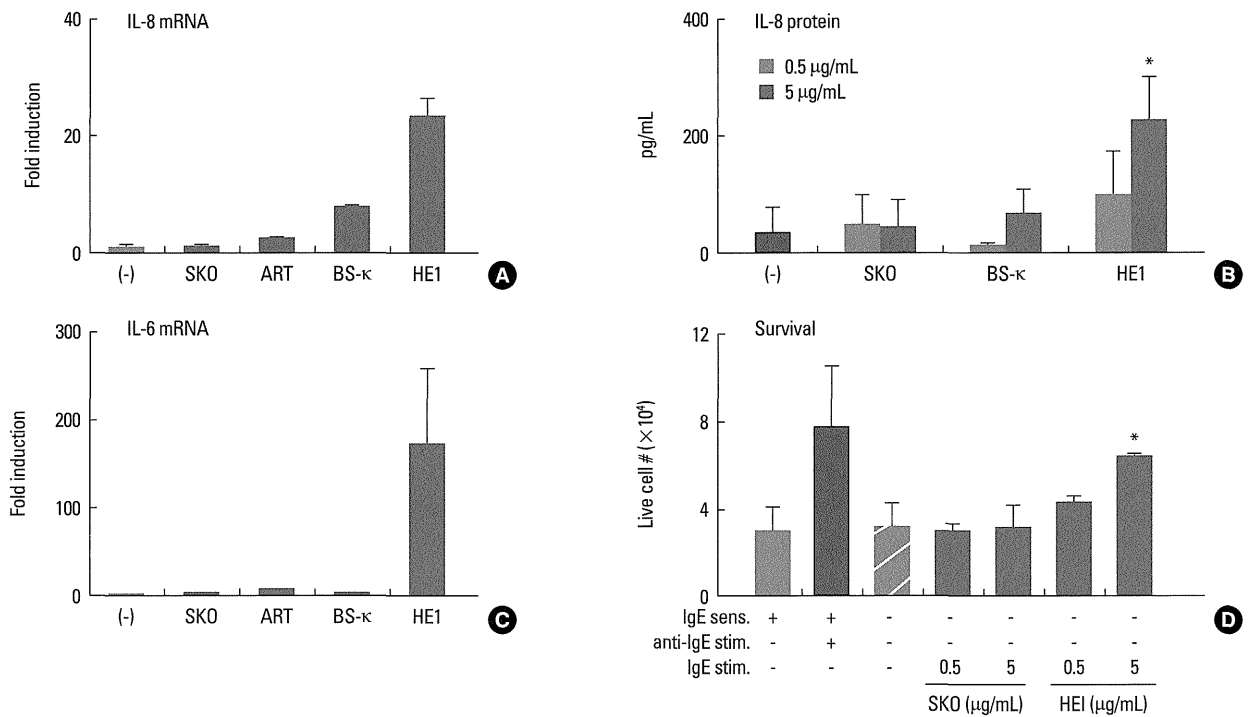 IL-8 mRNA
40
20
0
Fold induction
(-) SKO ART BS-κ HE1
A
IL-8 protein
0.5 μg/mL
5 μg/mL
*
400
200
0
pg/mL
(-) SKO BS-κ HE1
B
IL-6 mRNA
300
200
100
0
Fold induction
(-) SKO ART BS-κ HE1
C
Survival
12
8
4
0
Live cell # (×10⁴)
*
IgE sens. + + - - - - -
anti-IgE stim. - + - - - - -
IgE stim. - - - 0.5 5 0.5 5
SKO (μg/mL) HEI (μg/mL)
D